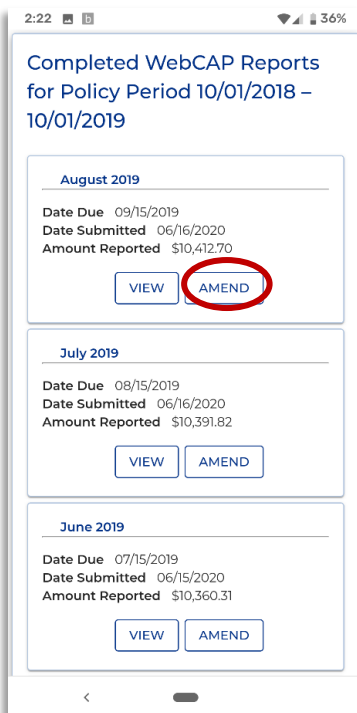 2:22 36%
Completed WebCAP Reports
for Policy Period 10/01/2018 –
10/01/2019
August 2019
Date Due 09/15/2019
Date Submitted 06/16/2020
Amount Reported $10,412.70
VIEW AMEND
July 2019
Date Due 08/15/2019
Date Submitted 06/16/2020
Amount Reported $10,391.82
VIEW AMEND
June 2019
Date Due 07/15/2019
Date Submitted 06/15/2020
Amount Reported $10,360.31
VIEW AMEND